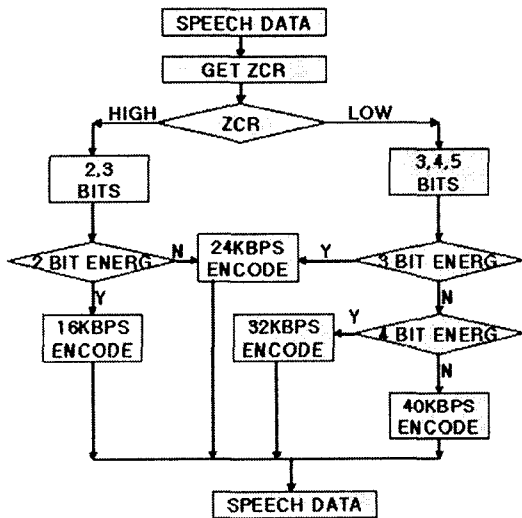 SPEECH DATA
GET ZCR
HIGH
ZCR
LOW
2,3
BITS
3,4,5
BITS
2 BIT ENERG
N
24KBPS
ENCODE
Y
3 BIT ENERG
Y
N
16KBPS
ENCODE
32KBPS
ENCODE
Y
4 BIT ENERG
N
40KBPS
ENCODE
SPEECH DATA